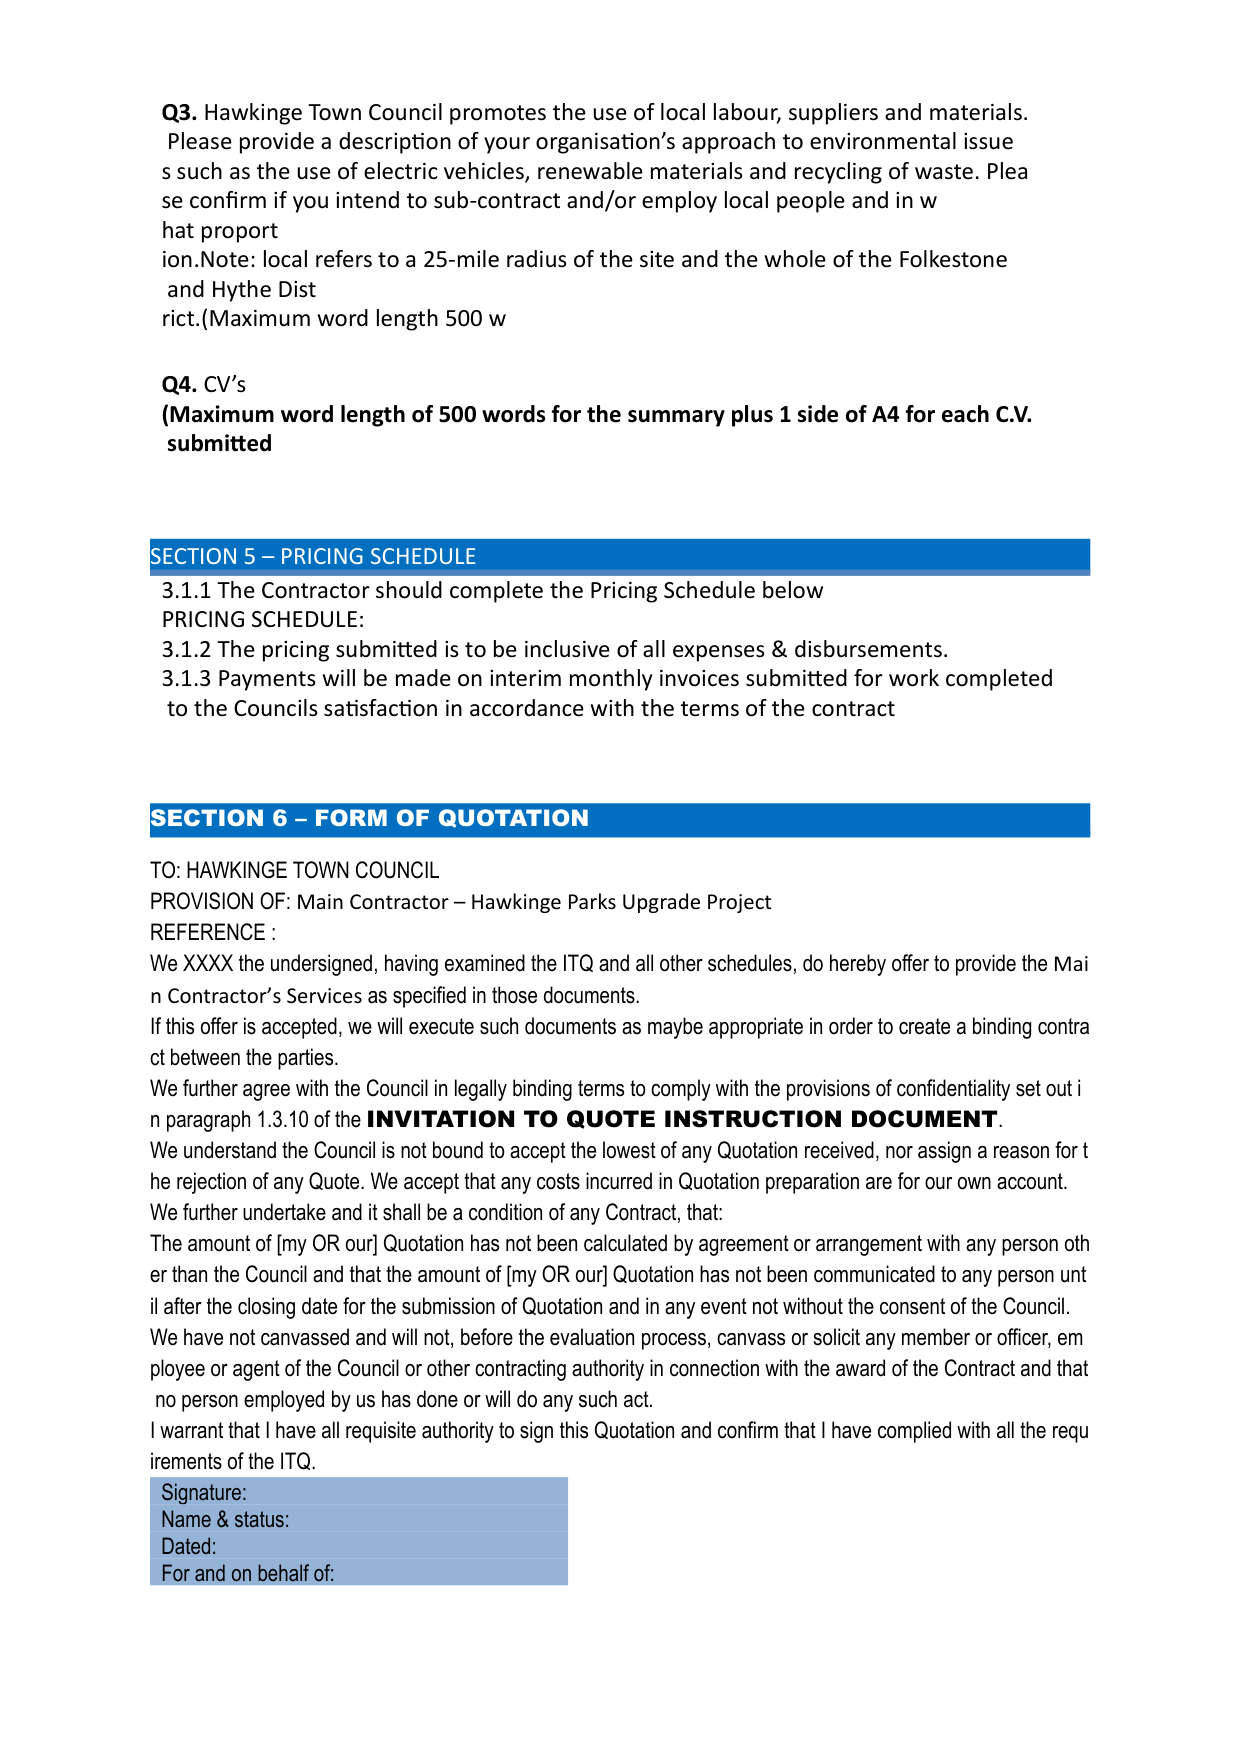 Q3. Hawkinge Town Council promotes the use of local labour, suppliers and materials.
Please provide a description of your organisation’s approach to environmental issue
s such as the use of electric vehicles, renewable materials and recycling of waste. Plea
se confirm if you intend to sub-contract and/or employ local people and in w
hat proport
ion.Note: local refers to a 25-mile radius of the site and the whole of the Folkestone
and Hythe Dist
rict.(Maximum word length 500 w
Q4. CV’s
(Maximum word length of 500 words for the summary plus 1 side of A4 for each C.V.
submitted
SECTION 5 – PRICING SCHEDULE
3.1.1 The Contractor should complete the Pricing Schedule below
PRICING SCHEDULE:
3.1.2 The pricing submitted is to be inclusive of all expenses & disbursements.
3.1.3 Payments will be made on interim monthly invoices submitted for work completed
to the Councils satisfaction in accordance with the terms of the contract
SECTION 6 – FORM OF QUOTATION
TO: HAWKINGE TOWN COUNCIL
PROVISION OF: Main Contractor – Hawkinge Parks Upgrade Project
REFERENCE :
We XXXX the undersigned, having examined the ITQ and all other schedules, do hereby offer to provide the Mai
n Contractor’s Services as specified in those documents.
If this offer is accepted, we will execute such documents as maybe appropriate in order to create a binding contra
ct between the parties.
We further agree with the Council in legally binding terms to comply with the provisions of confidentiality set out i
n paragraph 1.3.10 of the INVITATION TO QUOTE INSTRUCTION DOCUMENT.
We understand the Council is not bound to accept the lowest of any Quotation received, nor assign a reason for t
he rejection of any Quote. We accept that any costs incurred in Quotation preparation are for our own account.
We further undertake and it shall be a condition of any Contract, that:
The amount of [my OR our] Quotation has not been calculated by agreement or arrangement with any person oth
er than the Council and that the amount of [my OR our] Quotation has not been communicated to any person unt
il after the closing date for the submission of Quotation and in any event not without the consent of the Council.
We have not canvassed and will not, before the evaluation process, canvass or solicit any member or officer, em
ployee or agent of the Council or other contracting authority in connection with the award of the Contract and that
no person employed by us has done or will do any such act.
I warrant that I have all requisite authority to sign this Quotation and confirm that I have complied with all the requ
irements of the ITQ.
Signature:
Name & status:
Dated:
For and on behalf of: